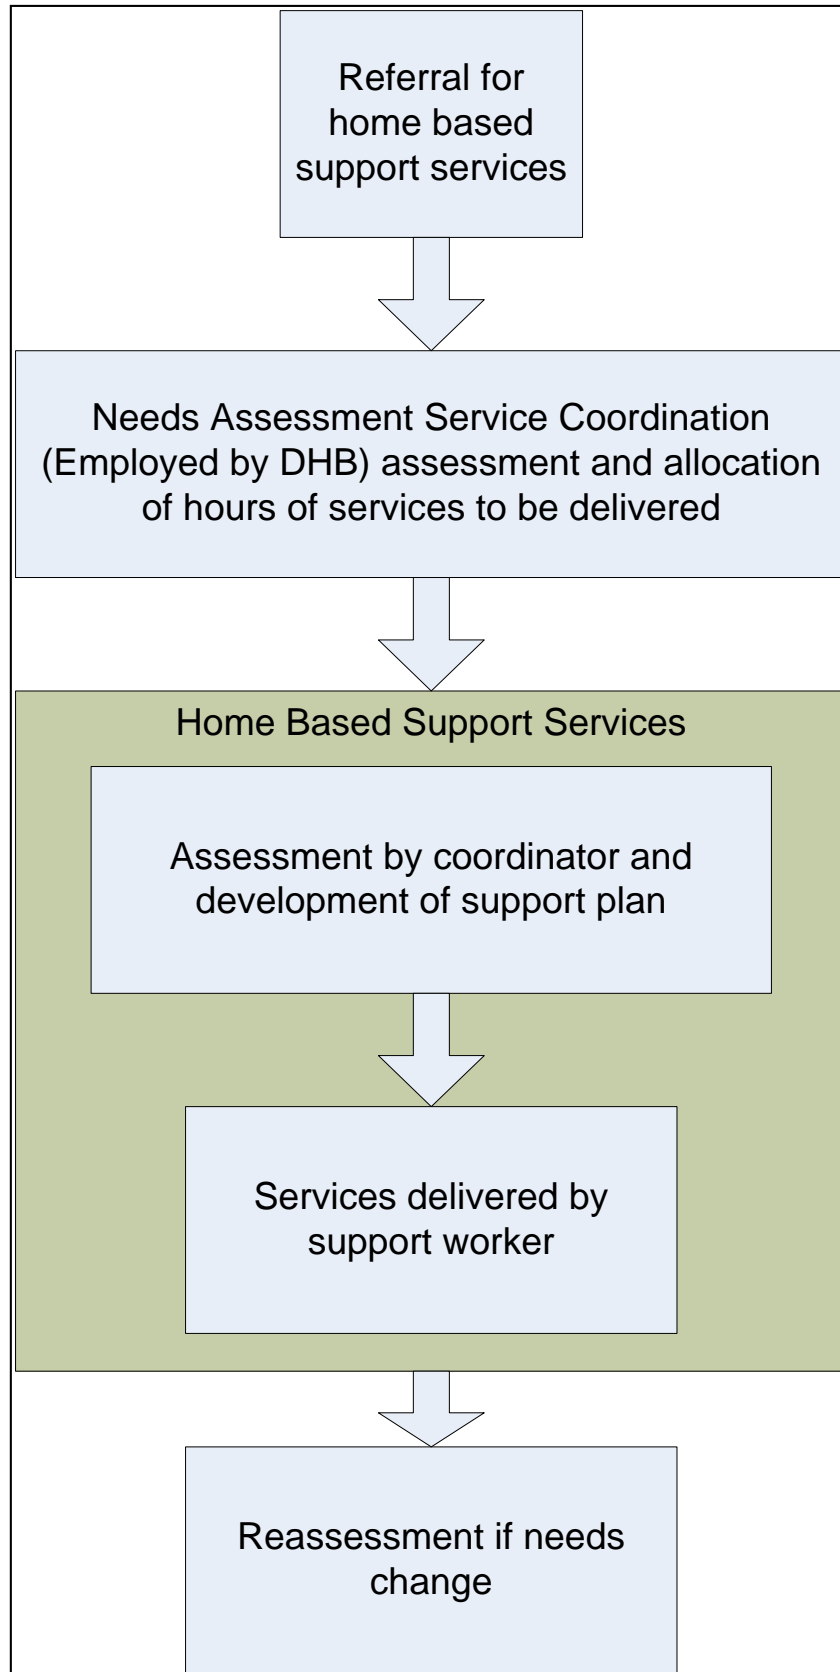 Referral for
home based
support services
Needs Assessment Service Coordination
(Employed by DHB) assessment and allocation
of hours of services to be delivered
Home Based Support Services
Assessment by coordinator and
development of support plan
Services delivered by
support worker
Reassessment if needs
change